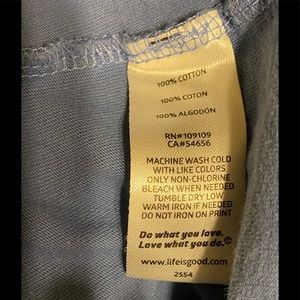 100% COTTON
100% COTON
100% ALGODÓN
RN#109109
CA#54656
MACHINE WASH COLD
WITH LIKE COLORS
ONLY NON-CHLORINE
BLEACH WHEN NEEDED
TUMBLE DRY LOW
WARM IRON IF NEEDED
DO NOT IRON ON PRINT
Do what you love.
Love what you do.®
www.lifeisgood.com
2554